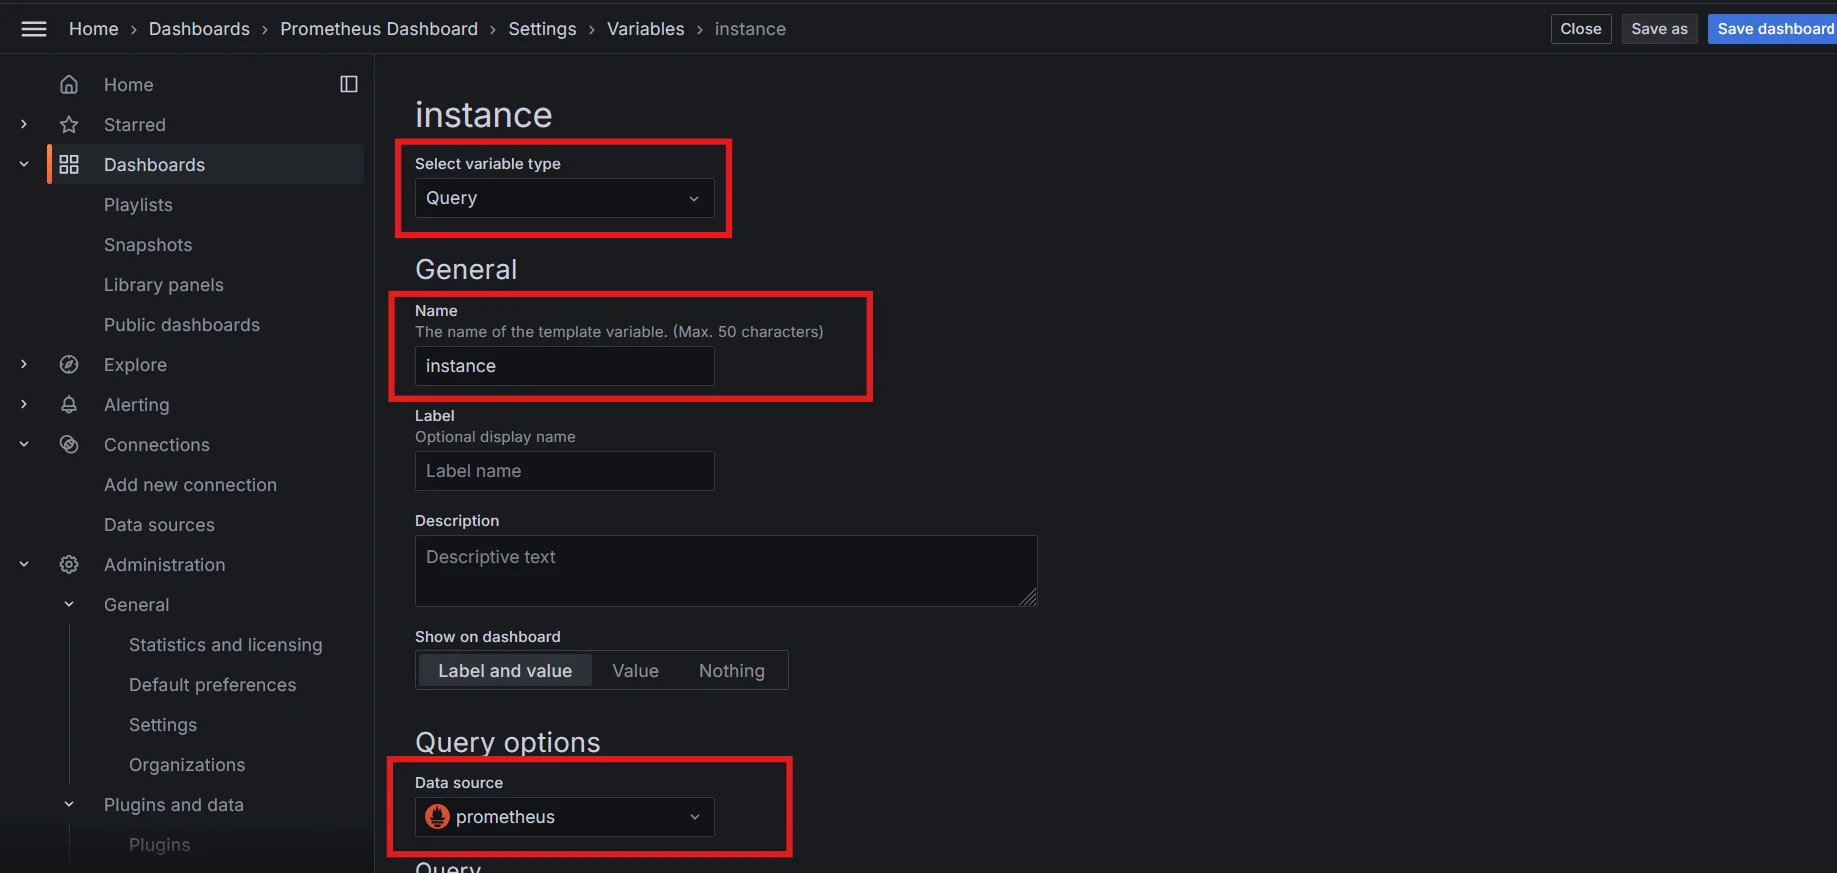 Home › Dashboards › Prometheus Dashboard › Settings › Variables › instance
Close
Save as
Save dashboard
Home
Starred
Dashboards
Playlists
Snapshots
Library panels
Public dashboards
Explore
Alerting
Connections
Add new connection
Data sources
Administration
General
Statistics and licensing
Default preferences
Settings
Organizations
Plugins and data
Plugins
instance
Select variable type
Query
General
Name
The name of the template variable. (Max. 50 characters)
instance
Label
Optional display name
Label name
Description
Descriptive text
Show on dashboard
Label and value
Value
Nothing
Query options
Data source
prometheus
Query